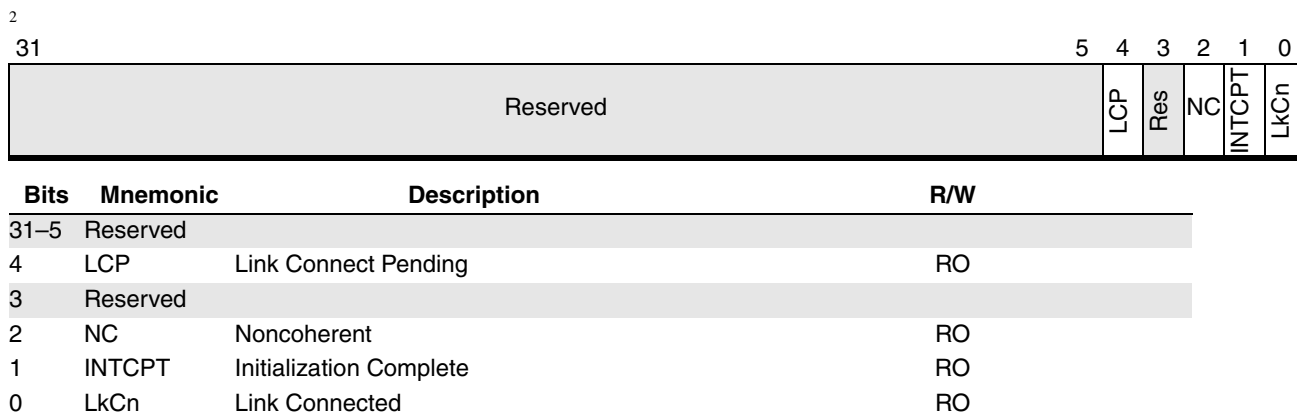 2
31 5 4 3 2 1 0
Reserved LCP Res NC INTCPT LkCn
Bits Mnemonic Description R/W
31–5 Reserved
4 LCP Link Connect Pending RO
3 Reserved
2 NC Noncoherent RO
1 INTCPT Initialization Complete RO
0 LkCn Link Connected RO